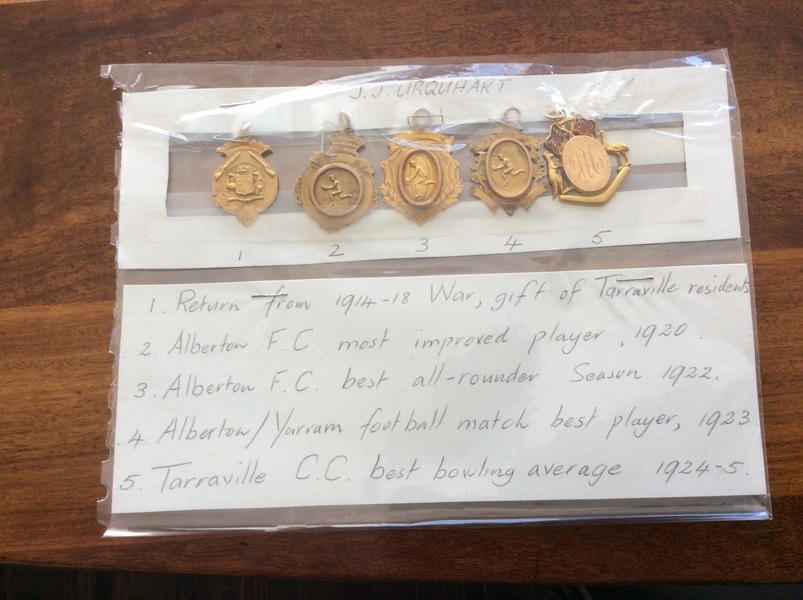 J.J. URQUHART
1 2 3 4 5
1. Return from 1914-18 War, gift of Tarraville residents
2. Alberton F.C most improved player, 1920.
3. Alberton F.C. best all-rounder Season 1922.
4 Alberton/Yarram football match best player, 1923
5. Tarraville C.C. best bowling average 1924-5.